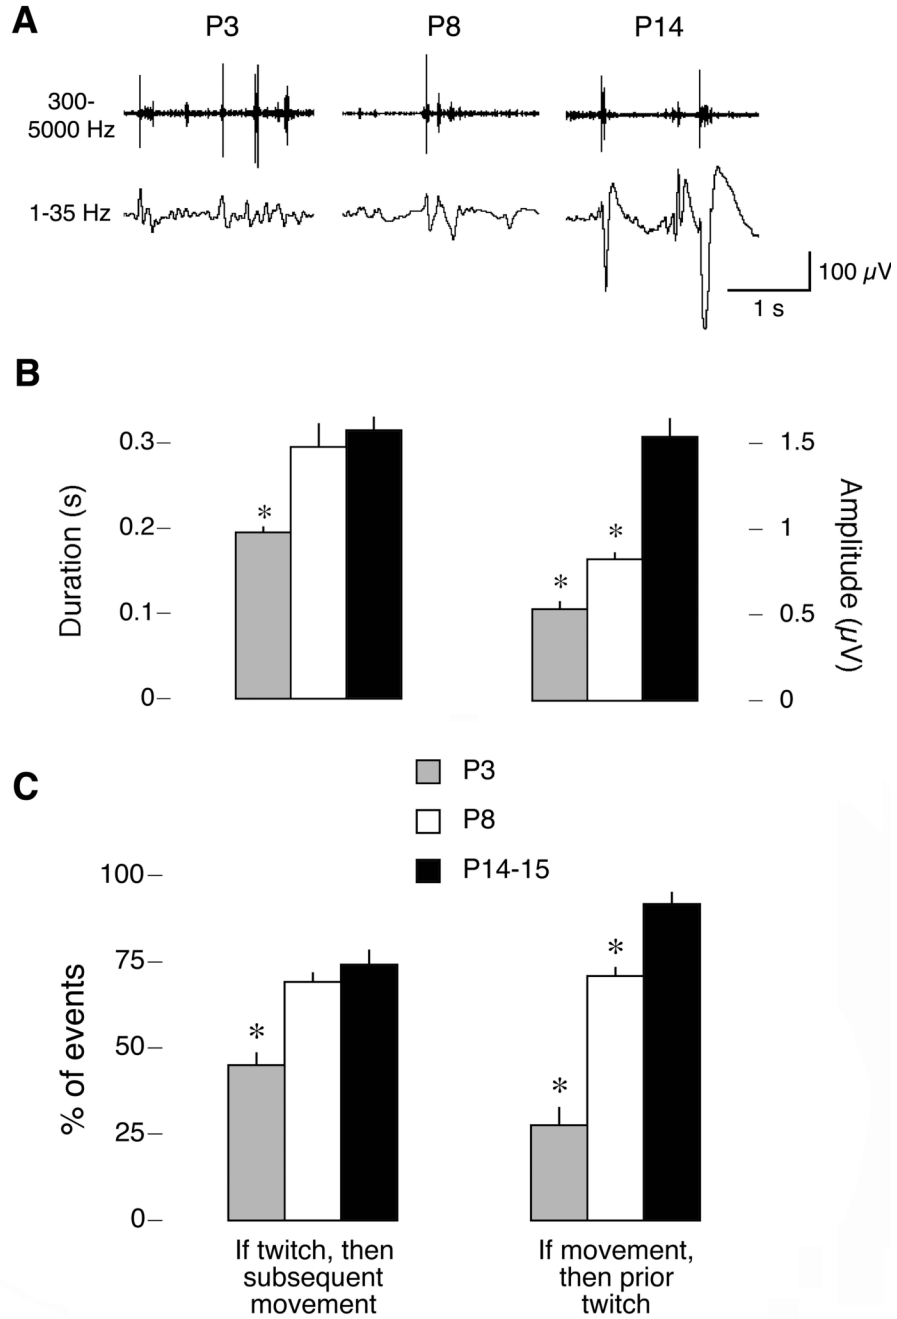 A
P3
P8
P14
300-
5000 Hz
1-35 Hz
100 µV
1 s
B
0.3
0.2
0.1
0
Duration (s)
*
*
*
1.5
1
0.5
0
Amplitude (µV)
C
P3
P8
P14-15
100
75
50
25
0
% of events
*
*
*
If twitch, then
subsequent
movement
If movement,
then prior
twitch